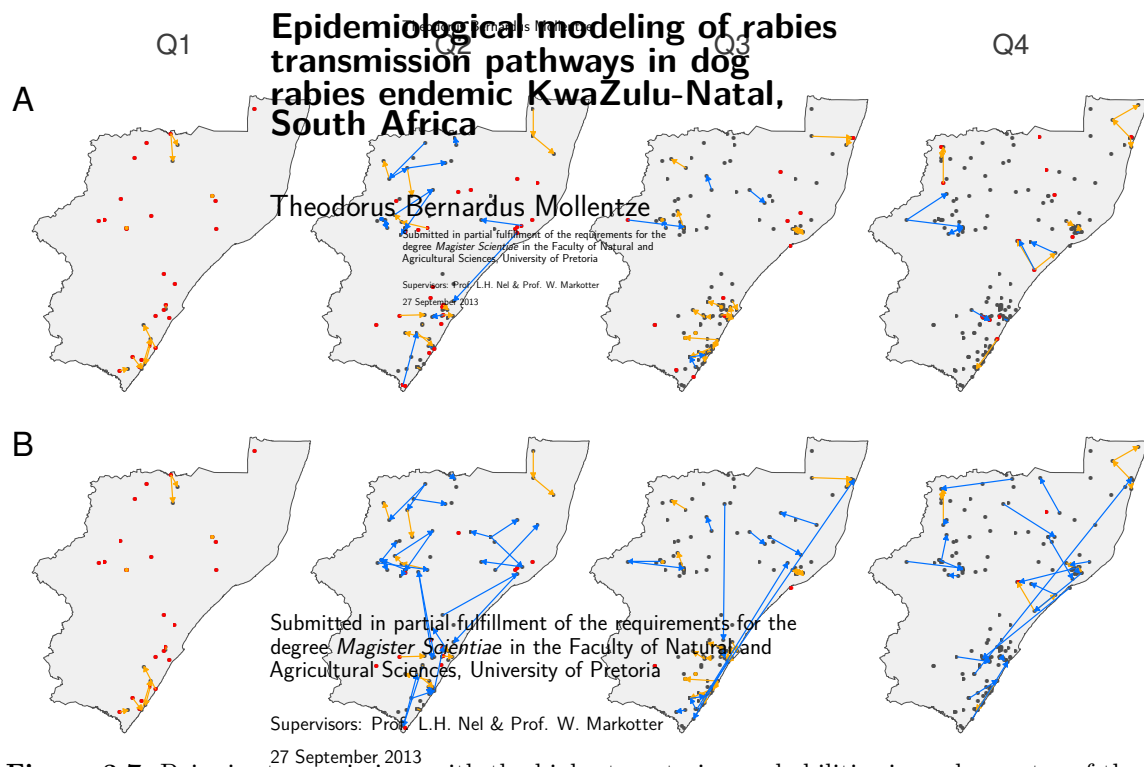 Theodorus Bernardus Mollentze
Epidemiological modeling of rabies
transmission pathways in dog
rabies endemic KwaZulu-Natal,
South Africa
Q1 Q2 Q3 Q4
A
Theodorus Bernardus Mollentze
Submitted in partial fulfillment of the requirements for the
degree Magister Scientiae in the Faculty of Natural and
Agricultural Sciences, University of Pretoria
Supervisors: Prof. L.H. Nel & Prof. W. Markotter
27 September 2013
B
Submitted in partial fulfillment of the requirements for the
degree Magister Scientiae in the Faculty of Natural and
Agricultural Sciences, University of Pretoria
Supervisors: Prof. L.H. Nel & Prof. W. Markotter
27 September 2013